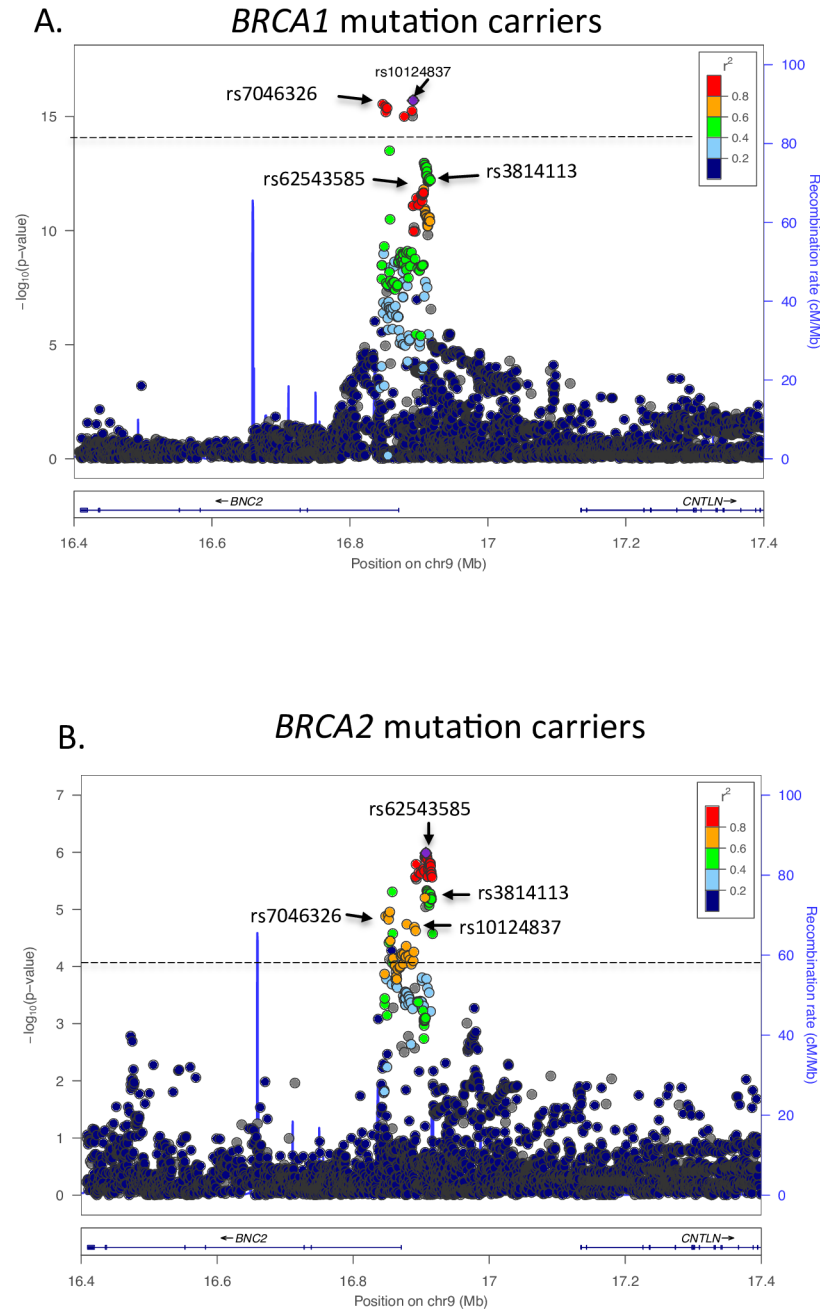 A. BRCA1 mutation carriers
rs10124837
rs7046326
rs62543585
rs3814113
r2
0.8
0.6
0.4
0.2
−log10(p−value)
15
10
5
0
Recombination rate (cM/Mb)
100
80
60
40
20
0
←BNC2
CNTLN→
16.4 16.6 16.8 17 17.2 17.4
Position on chr9 (Mb)
B. BRCA2 mutation carriers
rs62543585
rs3814113
rs7046326
rs10124837
r2
0.8
0.6
0.4
0.2
−log10(p−value)
7
6
5
4
3
2
1
0
Recombination rate (cM/Mb)
100
80
60
40
20
0
←BNC2
CNTLN→
16.4 16.6 16.8 17 17.2 17.4
Position on chr9 (Mb)